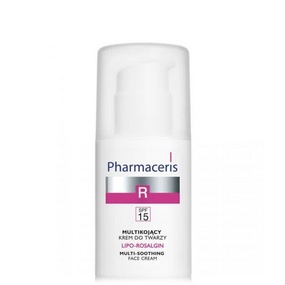 Pharmaceris
R
SPF
15
MULTIKOJĄCY
KREM DO TWARZY
LIPO-ROSALGIN
MULTI-SOOTHING
FACE CREAM